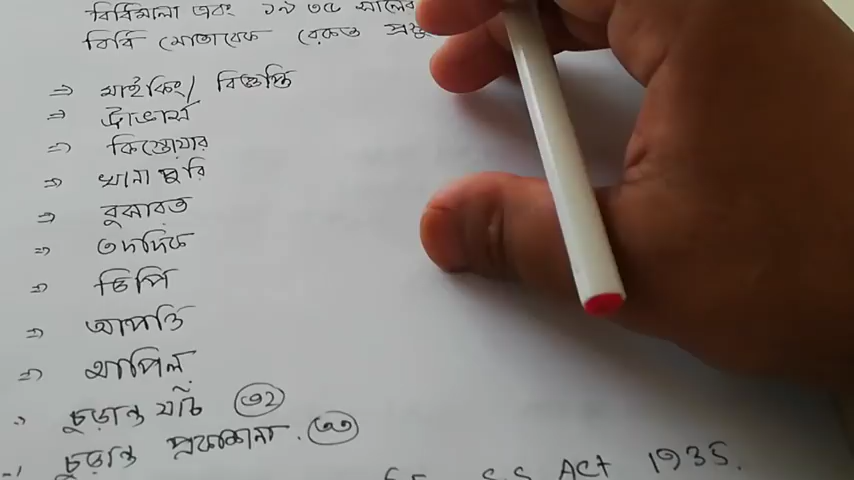 বিধিমালা এবং ১৯৩৫ সালের
বিধি মোতাবেক রেকর্ড প্রস্তু
⇒ মাইকিং/ বিজ্ঞপ্তি
⇒ ট্রাভার্স
⇒ কিস্তোয়ার
⇒ খানাপুরি
⇒ বুঝারত
⇒ তসদিক
⇒ ডিপি
⇒ আপত্তি
⇒ আপিল
⇒ চুড়ান্ত যাঁচ (৩২)
⇒ চুড়ান্ত প্রকাশনা. (৩৩)
S.S ACT 1935.